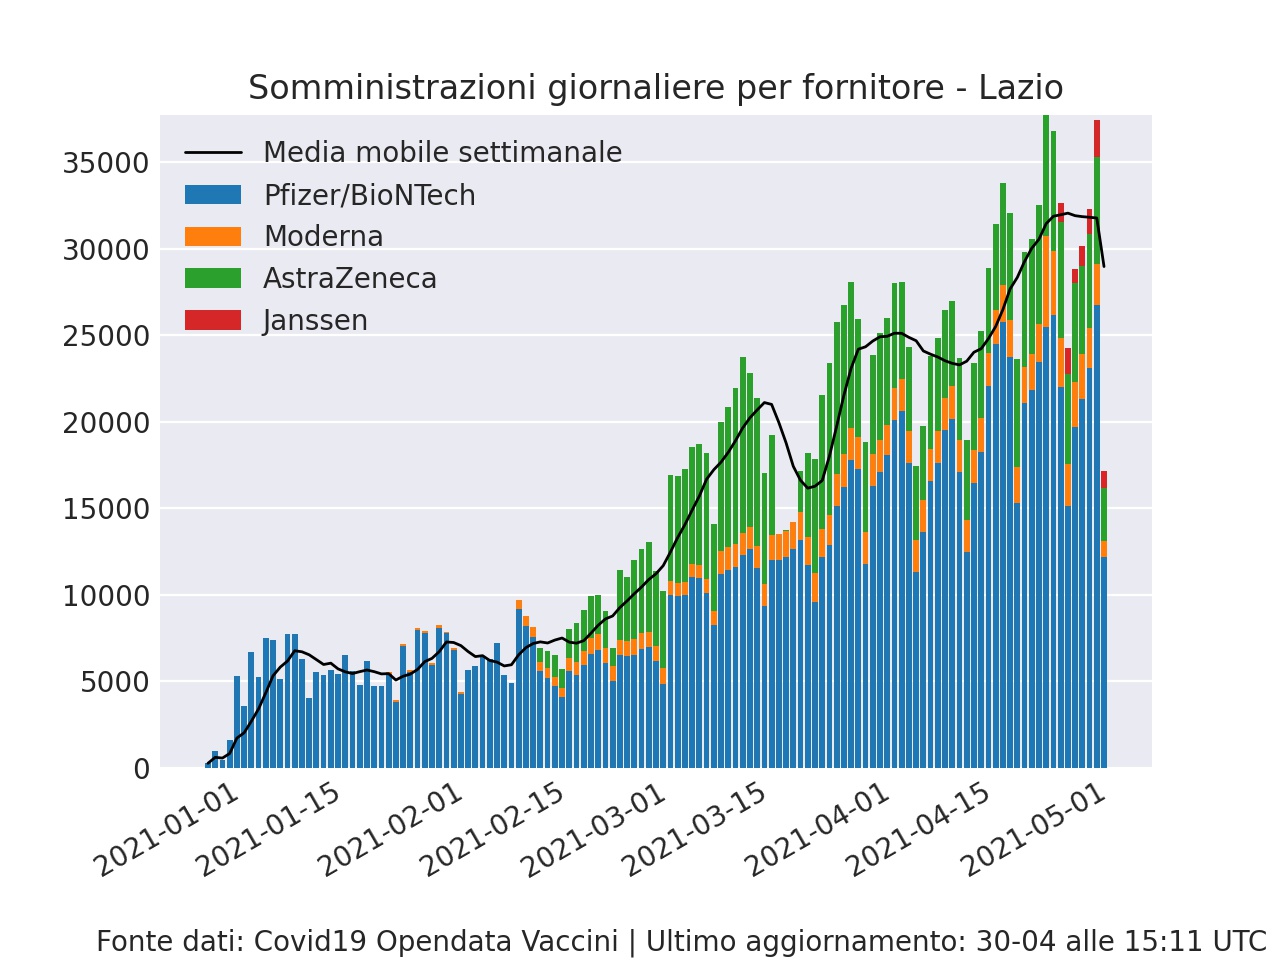 Somministrazioni giornaliere per fornitore - Lazio
Media mobile settimanale
Pfizer/BioNTech
Moderna
AstraZeneca
Janssen
35000
30000
25000
20000
15000
10000
5000
0
2021-01-01
2021-01-15
2021-02-01
2021-02-15
2021-03-01
2021-03-15
2021-04-01
2021-04-15
2021-05-01
Fonte dati: Covid19 Opendata Vaccini | Ultimo aggiornamento: 30-04 alle 15:11 UTC